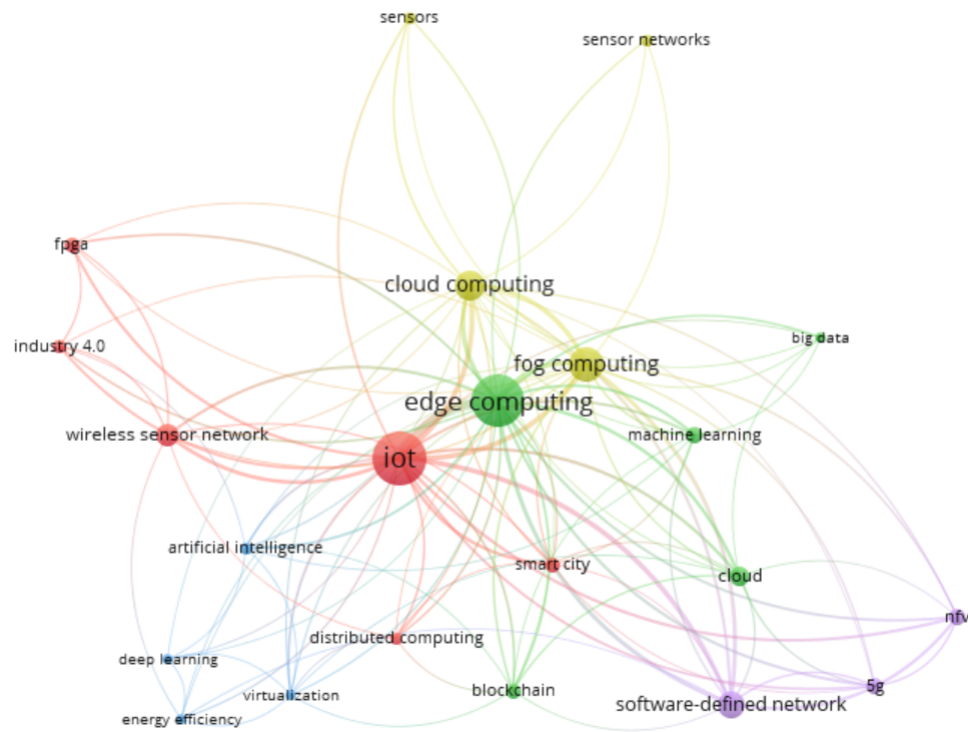 sensors
sensor networks
fpga
cloud computing
industry 4.0
big data
fog computing
edge computing
wireless sensor network
machine learning
iot
artificial intelligence
smart city
cloud
nfv
distributed computing
deep learning
5g
virtualization
blockchain
software-defined network
energy efficiency